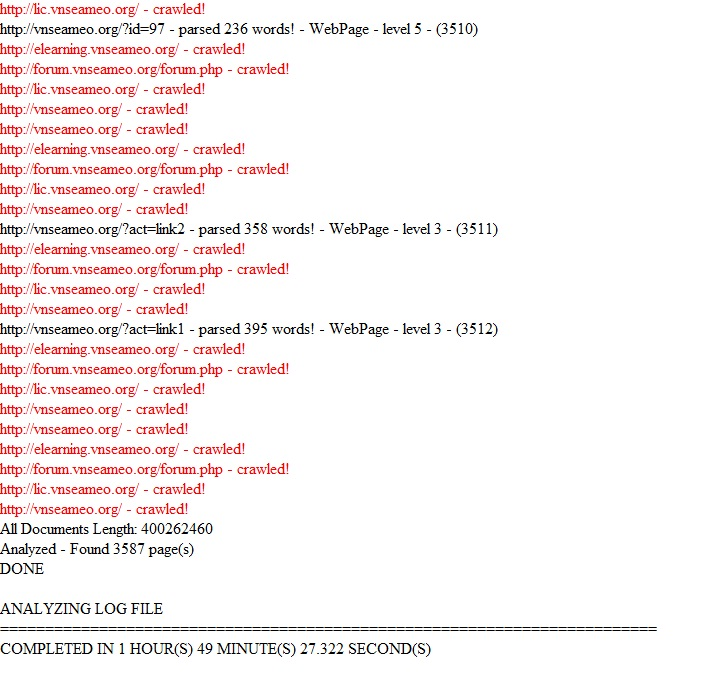 http://lic.vnseameo.org/ - crawled!
http://vnseameo.org/?id=97 - parsed 236 words! - WebPage - level 5 - (3510)
http://elearning.vnseameo.org/ - crawled!
http://forum.vnseameo.org/forum.php - crawled!
http://lic.vnseameo.org/ - crawled!
http://vnseameo.org/ - crawled!
http://vnseameo.org/ - crawled!
http://elearning.vnseameo.org/ - crawled!
http://forum.vnseameo.org/forum.php - crawled!
http://lic.vnseameo.org/ - crawled!
http://vnseameo.org/ - crawled!
http://vnseameo.org/?act=link2 - parsed 358 words! - WebPage - level 3 - (3511)
http://elearning.vnseameo.org/ - crawled!
http://forum.vnseameo.org/forum.php - crawled!
http://lic.vnseameo.org/ - crawled!
http://vnseameo.org/ - crawled!
http://vnseameo.org/?act=link1 - parsed 395 words! - WebPage - level 3 - (3512)
http://elearning.vnseameo.org/ - crawled!
http://forum.vnseameo.org/forum.php - crawled!
http://lic.vnseameo.org/ - crawled!
http://vnseameo.org/ - crawled!
http://vnseameo.org/ - crawled!
http://elearning.vnseameo.org/ - crawled!
http://forum.vnseameo.org/forum.php - crawled!
http://lic.vnseameo.org/ - crawled!
http://vnseameo.org/ - crawled!
All Documents Length: 400262460
Analyzed - Found 3587 page(s)
DONE
ANALYZING LOG FILE
=========================================================================
COMPLETED IN 1 HOUR(S) 49 MINUTE(S) 27.322 SECOND(S)